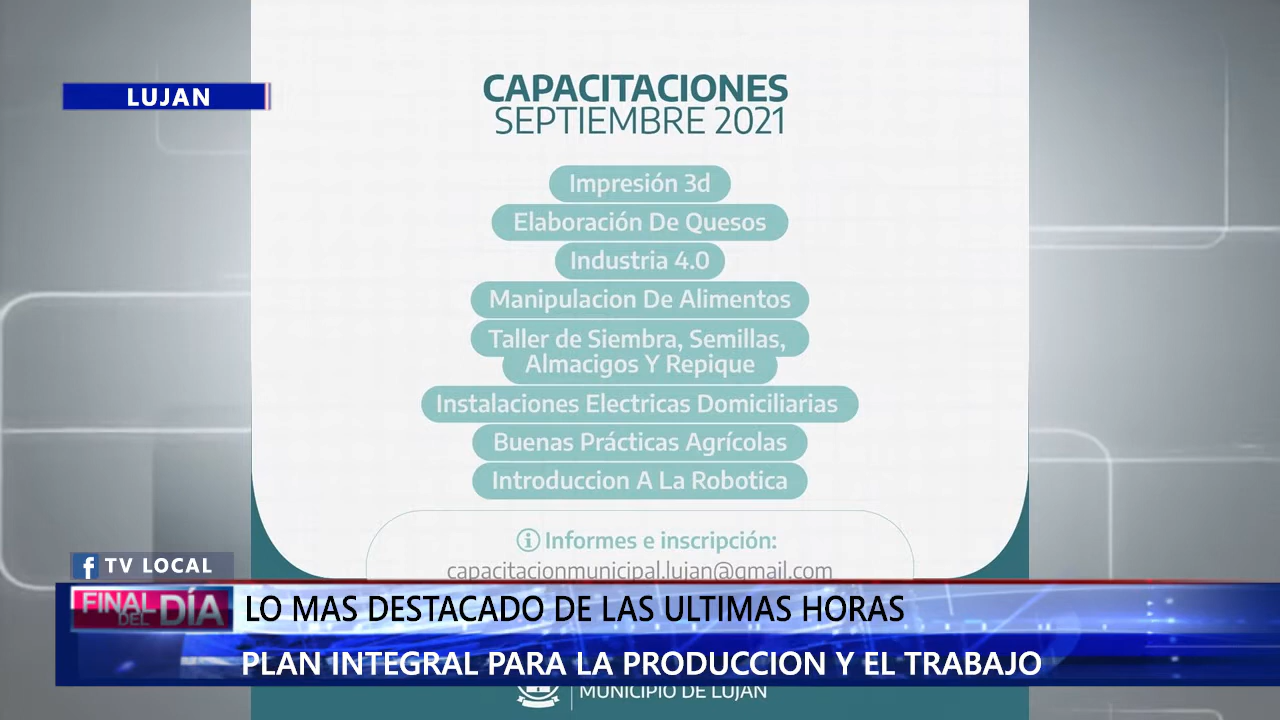 CAPACITACIONES
SEPTIEMBRE 2021
LUJAN
Impresión 3d
Elaboración De Quesos
Industria 4.0
Manipulacion De Alimentos
Taller de Siembra, Semillas,
Almacigos Y Repique
Instalaciones Electricas Domiciliarias
Buenas Prácticas Agrícolas
Introduccion A La Robotica
Informes e inscripción:
capacitacionmunicipal.lujan@gmail.com
f TV LOCAL
FINAL DEL DÍA
LO MAS DESTACADO DE LAS ULTIMAS HORAS
PLAN INTEGRAL PARA LA PRODUCCION Y EL TRABAJO
MUNICIPIO DE LUJAN